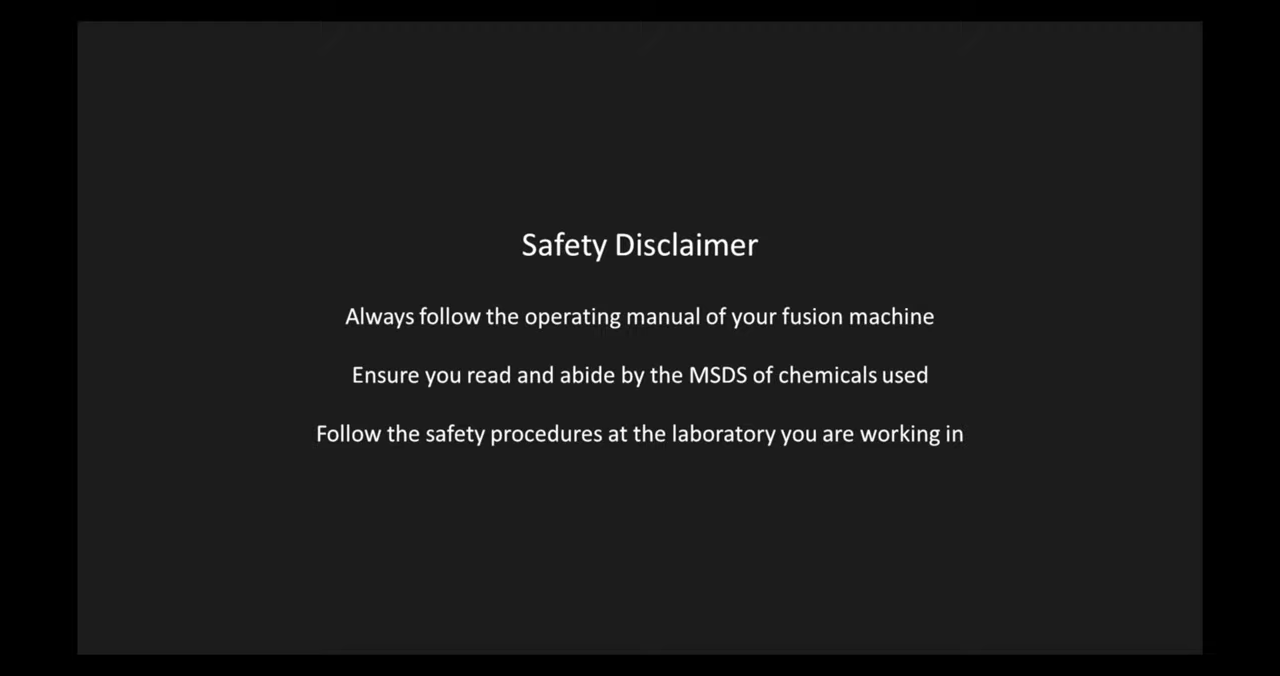 Safety Disclaimer
Always follow the operating manual of your fusion machine
Ensure you read and abide by the MSDS of chemicals used
Follow the safety procedures at the laboratory you are working in